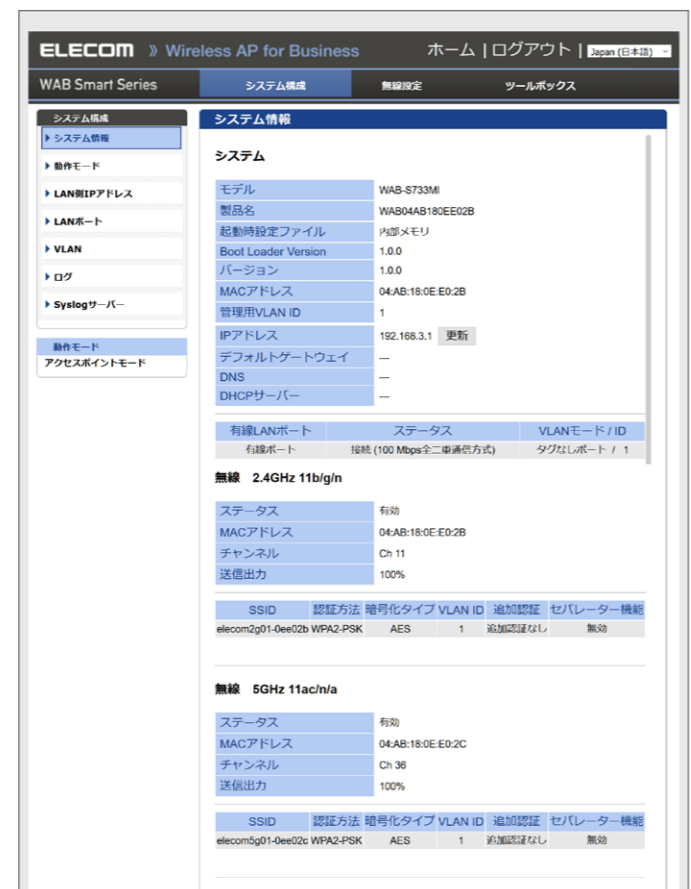 ELECOM » Wireless AP for Business ホーム | ログアウト | Japan (日本語)
WAB Smart Series システム構成 無線設定 ツールボックス
システム構成
システム情報
動作モード
LAN側IPアドレス
LANポート
VLAN
ログ
Syslogサーバー
動作モード
アクセスポイントモード
システム情報
システム
モデル WAB-S733MI
製品名 WAB04AB180EE02B
起動時設定ファイル 内部メモリ
Boot Loader Version 1.0.0
バージョン 1.0.0
MACアドレス 04:AB:18:0E:E0:2B
管理用VLAN ID 1
IPアドレス 192.168.3.1 更新
デフォルトゲートウェイ ---
DNS ---
DHCPサーバー ---
有線LANポート ステータス VLANモード / ID
有線ポート 接続 (100 Mbps全二重通信方式) タグなしポート / 1
無線 2.4GHz 11b/g/n
ステータス 有効
MACアドレス 04:AB:18:0E:E0:2B
チャンネル Ch 11
送信出力 100%
SSID 認証方法 暗号化タイプ VLAN ID 追加認証 セパレーター機能
elecom2g01-0ee02b WPA2-PSK AES 1 追加認証なし 無効
無線 5GHz 11ac/n/a
ステータス 有効
MACアドレス 04:AB:18:0E:E0:2C
チャンネル Ch 36
送信出力 100%
SSID 認証方法 暗号化タイプ VLAN ID 追加認証 セパレーター機能
elecom5g01-0ee02c WPA2-PSK AES 1 追加認証なし 無効